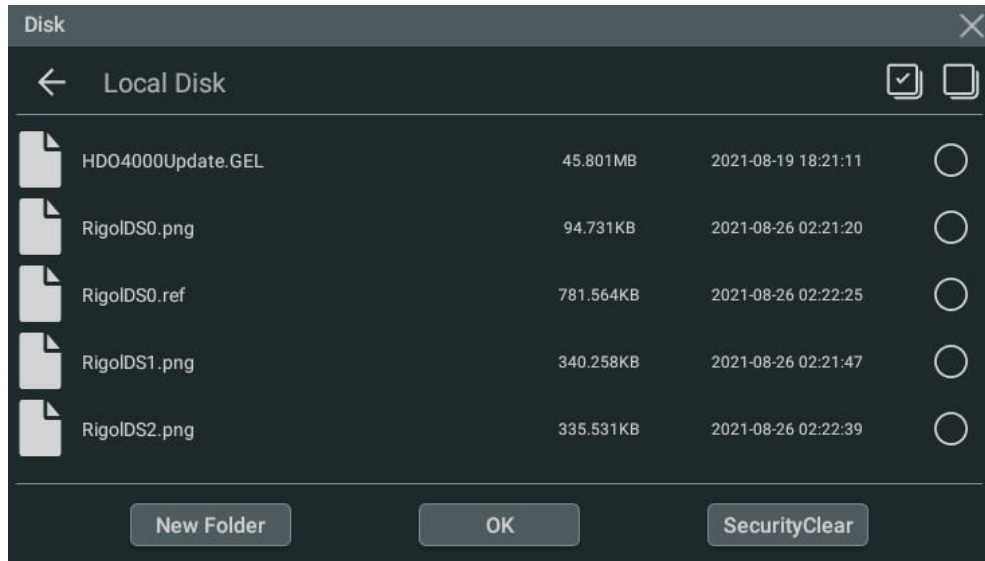 Disk
Local Disk
HDO4000Update.GEL 45.801MB 2021-08-19 18:21:11
RigolDS0.png 94.731KB 2021-08-26 02:21:20
RigolDS0.ref 781.564KB 2021-08-26 02:22:25
RigolDS1.png 340.258KB 2021-08-26 02:21:47
RigolDS2.png 335.531KB 2021-08-26 02:22:39
New Folder OK SecurityClear